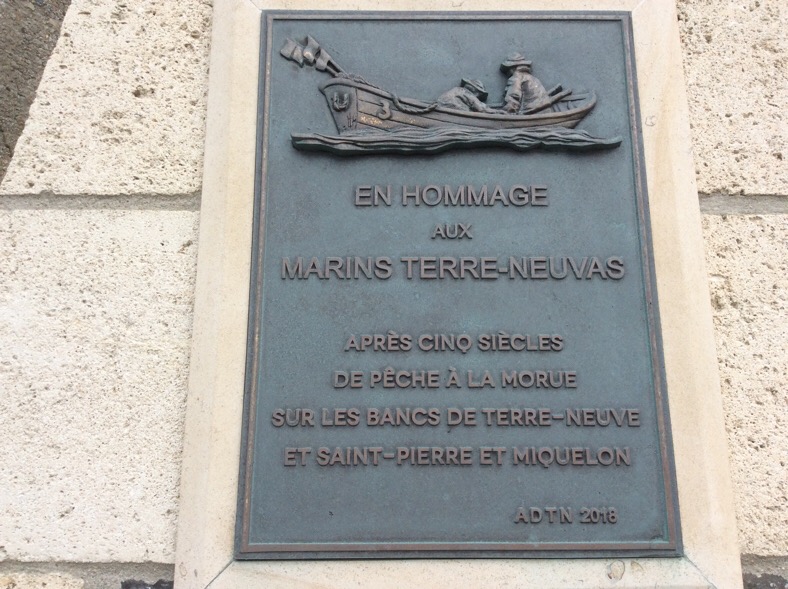 U 3
EN HOMMAGE
AUX
MARINS TERRE-NEUVAS
APRÈS CINQ SIÈCLES
DE PÊCHE À LA MORUE
SUR LES BANCS DE TERRE-NEUVE
ET SAINT-PIERRE ET MIQUELON
ADTN 2018